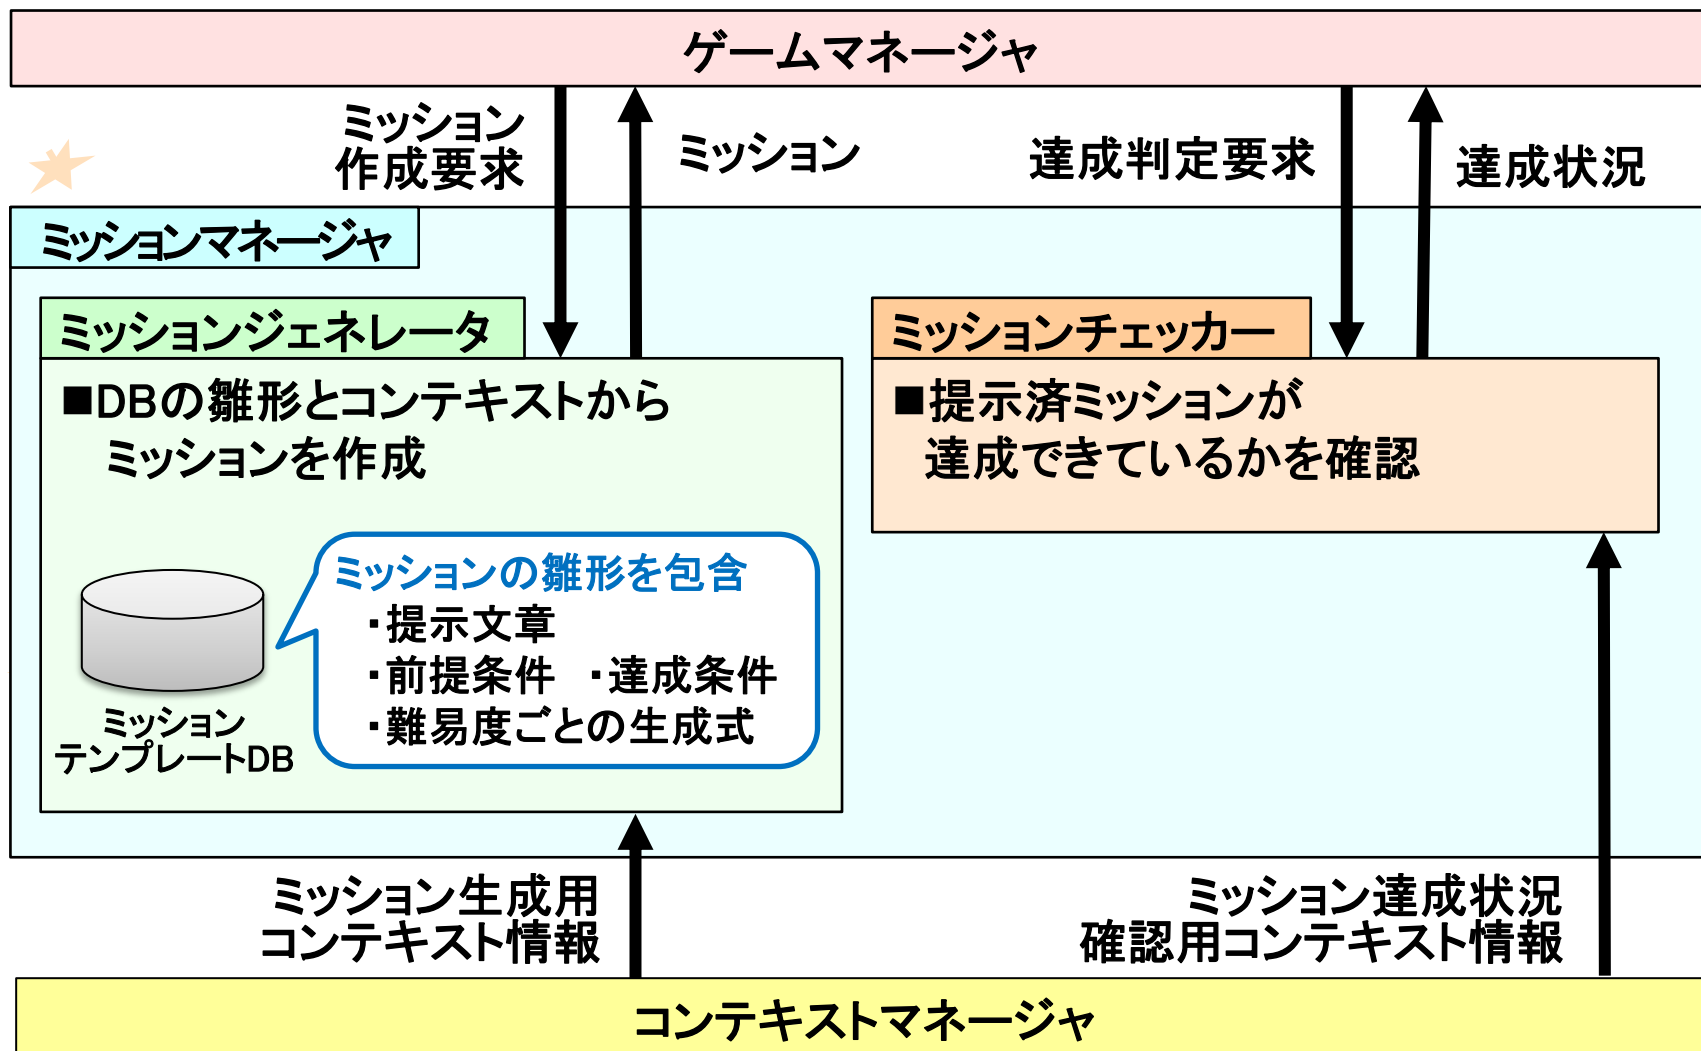 ゲームマネージャ
ミッション
作成要求
ミッション
達成判定要求
達成状況
ミッションマネージャ
ミッションジェネレータ
■DBの雛形とコンテキストから
ミッションを作成
ミッションの雛形を包含
・提示文章
・前提条件　・達成条件
・難易度ごとの生成式
ミッション
テンプレートDB
ミッションチェッカー
■提示済ミッションが
達成できているかを確認
ミッション生成用
コンテキスト情報
ミッション達成状況
確認用コンテキスト情報
コンテキストマネージャ